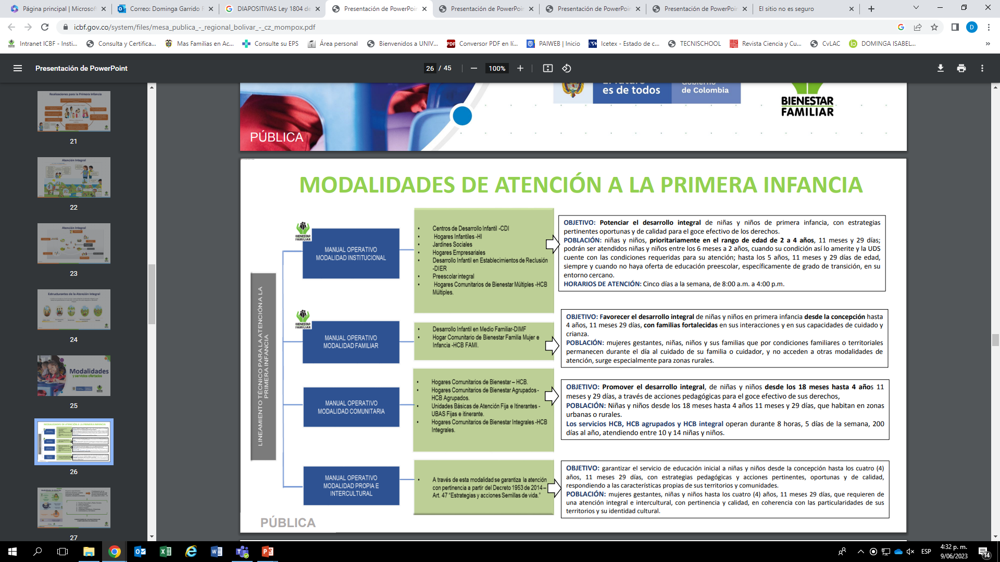 Página principal | Microsof
Correo: Dominga Garrido F
DIAPOSITIVAS Ley 1804 de
Presentación de PowerPoin
Presentación de PowerPoin
Presentación de PowerPoin
Presentación de PowerPoin
El sitio no es seguro
icbf.gov.co/system/files/mesa_publica_-_regional_bolivar_-_cz_mompox.pdf
D
Intranet ICBF - Insti...
Consulta y Certifica...
Mas Familias en Ac...
Consulte su EPS
Área personal
Bienvenidos a UNIV...
Conversor PDF en lí...
PAIWEB | Inicio
Icetex - Estado de c...
TECNISCHOOL
Revista Ciencia y Cu...
CvLAC
DOMINGA ISABEL...
Presentación de PowerPoint
26 / 45
100%
Realizaciones para la Primera Infancia
21
Atención Integral
22
Atención Integral
23
Estructurantes de la Atención Integral
24
Modalidades
y servicios ofertados
25
MODALIDADES DE ATENCIÓN A LA PRIMERA INFANCIA
26
27
es de todos
Gobierno
de Colombia
BIENESTAR
FAMILIAR
PÚBLICA
MODALIDADES DE ATENCIÓN A LA PRIMERA INFANCIA
LINEAMIENTO TÉCNICO PARA LA ATENCIÓN A LA
PRIMERA INFANCIA
BIENESTAR
FAMILIAR
MANUAL OPERATIVO
MODALIDAD INSTITUCIONAL
• Centros de Desarrollo Infantil -CDI
• Hogares Infantiles -HI
• Jardines Sociales
• Hogares Empresariales
• Desarrollo Infantil en Establecimientos de Reclusión
-DIER
• Preescolar integral
• Hogares Comunitarios de Bienestar Múltiples -HCB
Múltiples.
OBJETIVO: Potenciar el desarrollo integral de niñas y niños de primera infancia, con estrategias
pertinentes oportunas y de calidad para el goce efectivo de los derechos.
POBLACIÓN: niñas y niños, prioritariamente en el rango de edad de 2 a 4 años, 11 meses y 29 días;
podrán ser atendidos niñas y niños entre los 6 meses a 2 años, cuando su condición así lo amerite y la UDS
cuente con las condiciones requeridas para su atención; hasta los 5 años, 11 meses y 29 días de edad,
siempre y cuando no haya oferta de educación preescolar, específicamente de grado de transición, en su
entorno cercano.
HORARIOS DE ATENCIÓN: Cinco días a la semana, de 8:00 a.m. a 4:00 p.m.
BIENESTAR
FAMILIAR
MANUAL OPERATIVO
MODALIDAD FAMILIAR
• Desarrollo Infantil en Medio Familiar-DIMF
• Hogar Comunitario de Bienestar Familia Mujer e
Infancia -HCB FAMI.
OBJETIVO: Favorecer el desarrollo integral de niñas y niños en primera infancia desde la concepción hasta
4 años, 11 meses 29 días, con familias fortalecidas en sus interacciones y en sus capacidades de cuidado y
crianza.
POBLACIÓN: mujeres gestantes, niñas, niños y sus familias que por condiciones familiares o territoriales
permanecen durante el día al cuidado de su familia o cuidador, y no acceden a otras modalidades de
atención, surge especialmente para zonas rurales.
MANUAL OPERATIVO
MODALIDAD COMUNITARIA
• Hogares Comunitarios de Bienestar – HCB.
• Hogares Comunitarios de Bienestar Agrupados -
HCB Agrupados.
• Unidades Básicas de Atención Fija e Itinerantes -
UBAS Fijas e itinerante.
• Hogares Comunitarios de Bienestar Integrales -HCB
Integrales.
OBJETIVO: Promover el desarrollo integral, de niñas y niños desde los 18 meses hasta 4 años 11
meses y 29 días, a través de acciones pedagógicas para el goce efectivo de sus derechos,
POBLACIÓN: Niñas y niños desde los 18 meses hasta 4 años 11 meses y 29 días, que habitan en zonas
urbanas o rurales.
Los servicios HCB, HCB agrupados y HCB integral operan durante 8 horas, 5 días de la semana, 200
días al año, atendiendo entre 10 y 14 niñas y niños.
MANUAL OPERATIVO
MODALIDAD PROPIA E
INTERCULTURAL
• A través de esta modalidad se garantiza la atención
con pertinencia a partir del Decreto 1953 de 2014 –
Art. 47 “Estrategias y acciones Semillas de vida.”
OBJETIVO: garantizar el servicio de educación inicial a niñas y niños desde la concepción hasta los cuatro (4)
años, 11 meses 29 días, con estrategias pedagógicas y acciones pertinentes, oportunas y de calidad,
respondiendo a las características propias de sus territorios y comunidades.
POBLACIÓN: mujeres gestantes, niñas y niños hasta los cuatro (4) años, 11 meses 29 días, que requieren de
una atención integral e intercultural, con pertinencia y calidad, en coherencia con las particularidades de sus
territorios y su identidad cultural.
PÚBLICA
ESP
4:32 p. m.
9/06/2023
14